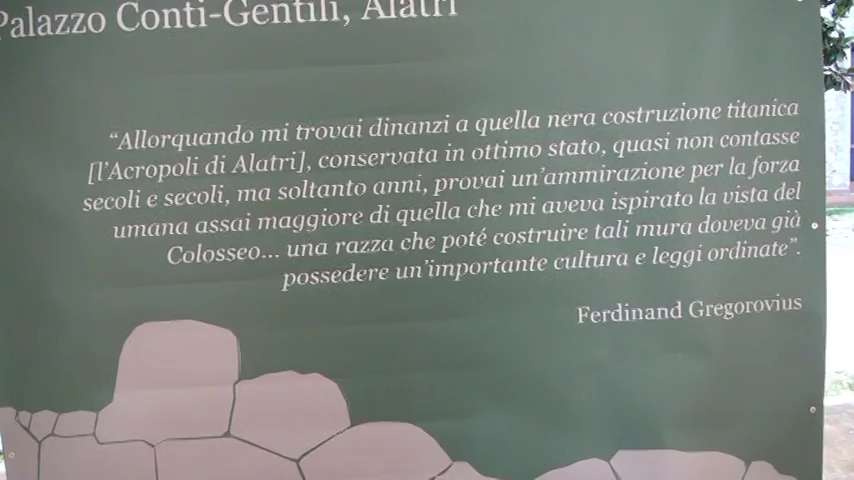 Palazzo Conti-Gentili, Alatri
“Allorquando mi trovai dinanzi a quella nera costruzione titanica
[l’Acropoli di Alatri], conservata in ottimo stato, quasi non contasse
secoli e secoli, ma soltanto anni, provai un’ammirazione per la forza
umana assai maggiore di quella che mi aveva ispirato la vista del
Colosseo... una razza che poté costruire tali mura doveva già
possedere un’importante cultura e leggi ordinate”.
Ferdinand Gregorovius